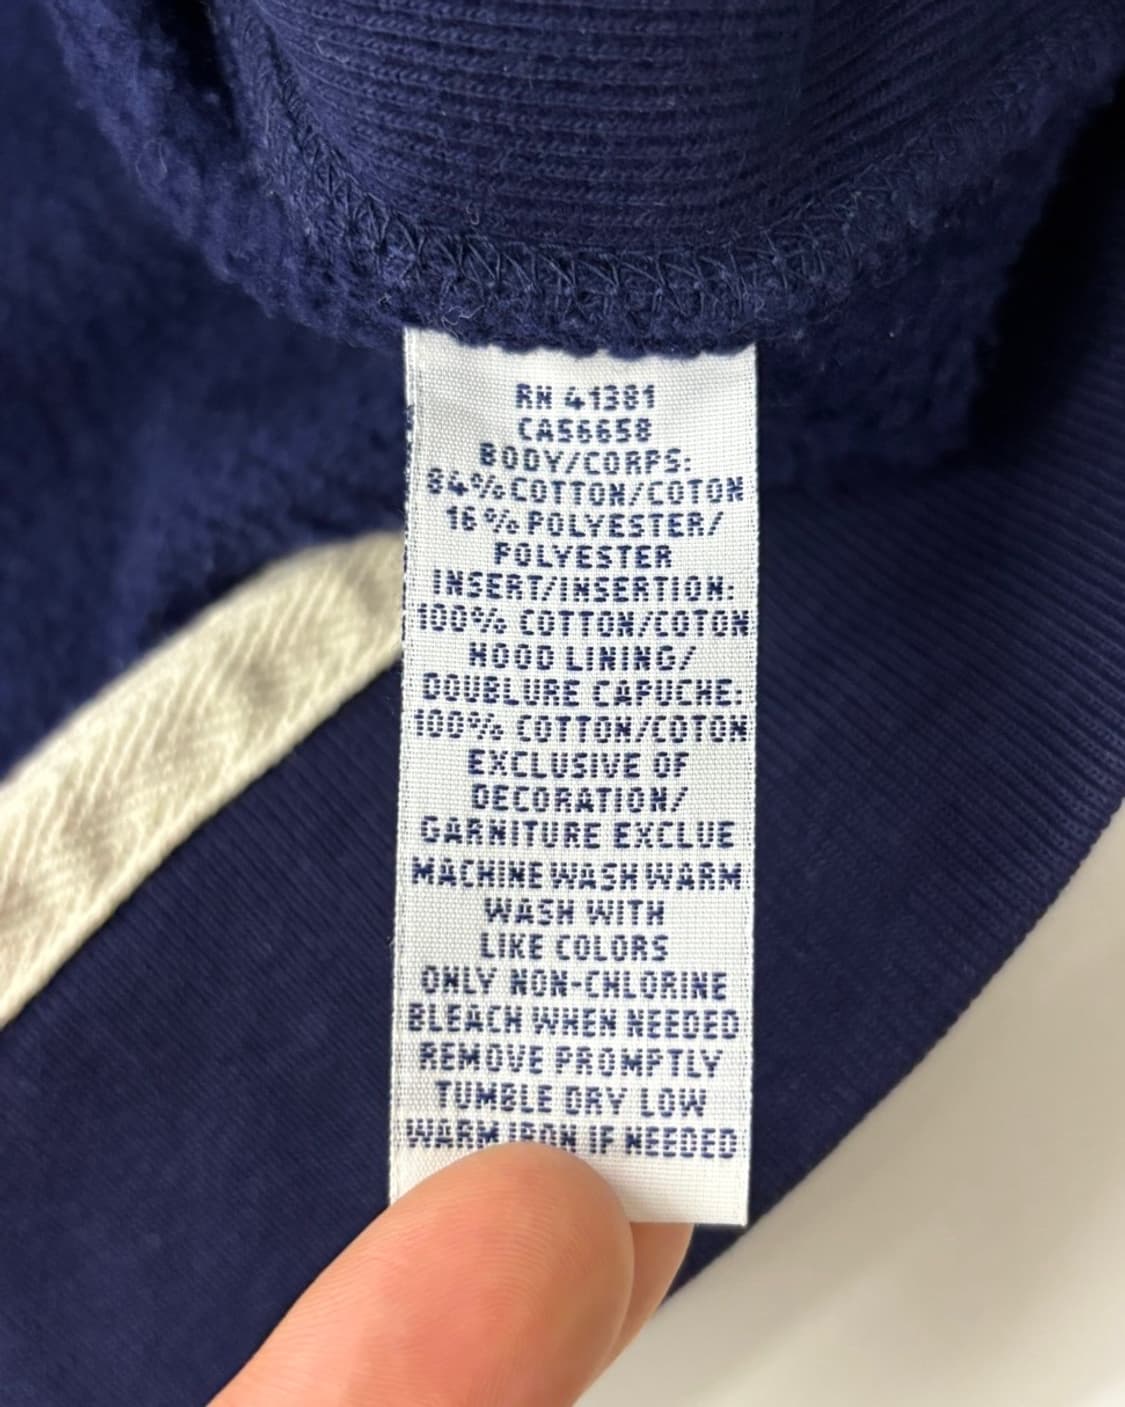 RN 41381
CA56658
BODY/CORPS:
84% COTTON/COTON
16% POLYESTER/
POLYESTER
INSERT/INSERTION:
100% COTTON/COTON
HOOD LINING/
DOUBLURE CAPUCHE:
100% COTTON/COTON
EXCLUSIVE OF
DECORATION/
GARNITURE EXCLUE
MACHINE WASH WARM
WASH WITH
LIKE COLORS
ONLY NON-CHLORINE
BLEACH WHEN NEEDED
REMOVE PROMPTLY
TUMBLE DRY LOW
WARM IRON IF NEEDED